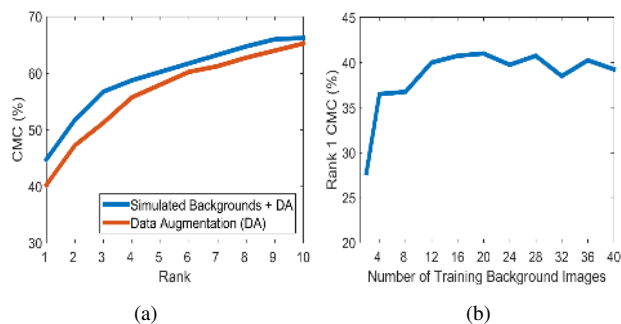 70
60
50
40
30
CMC (%)
1 2 3 4 5 6 7 8 9 10
Rank
Simulated Backgrounds + DA
Data Augmentation (DA)
(a)
45
40
35
30
25
20
Rank 1 CMC (%)
4 8 12 16 20 24 28 32 36 40
Number of Training Background Images
(b)